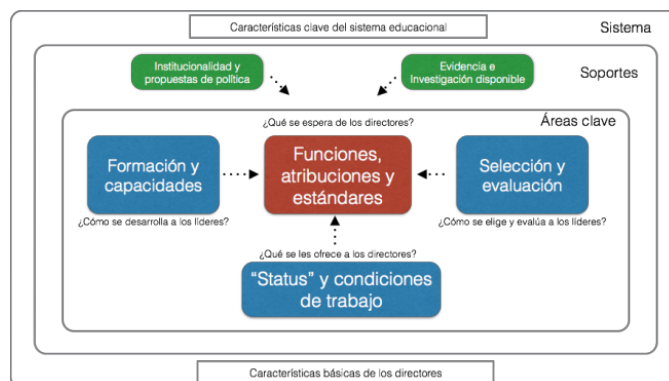 Características clave del sistema educacional
Sistema
Institucionalidad y
propuestas de política
Evidencia e
Investigación disponible
Soportes
¿Qué se espera de los directores?
Áreas clave
Formación y
capacidades
Funciones,
atribuciones y
estándares
Selección y
evaluación
¿Cómo se desarrolla a los líderes?
¿Cómo se elige y evalúa a los líderes?
¿Qué se les ofrece a los directores?
“Status” y condiciones
de trabajo
Características básicas de los directores